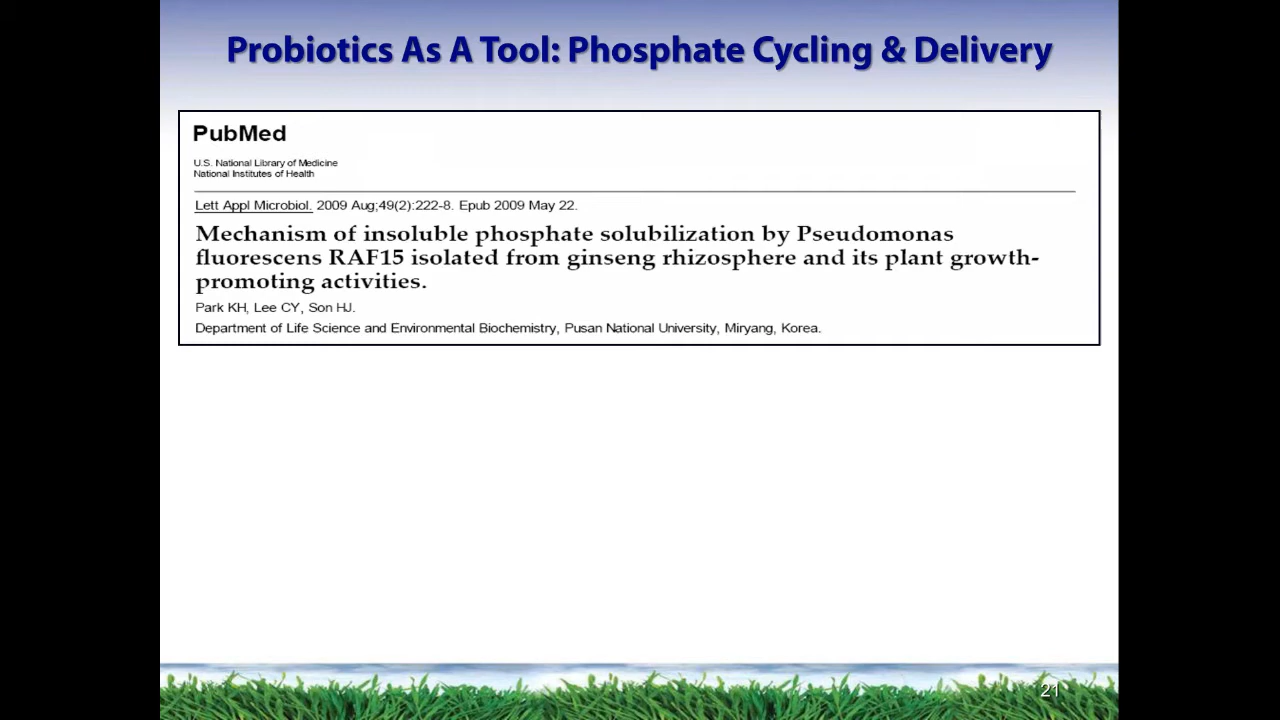 Probiotics As A Tool: Phosphate Cycling & Delivery
PubMed
U.S. National Library of Medicine
National Institutes of Health
Lett Appl Microbiol. 2009 Aug;49(2):222-8. Epub 2009 May 22.
Mechanism of insoluble phosphate solubilization by Pseudomonas
fluorescens RAF15 isolated from ginseng rhizosphere and its plant growth-
promoting activities.
Park KH, Lee CY, Son HJ.
Department of Life Science and Environmental Biochemistry, Pusan National University, Miryang, Korea.
21